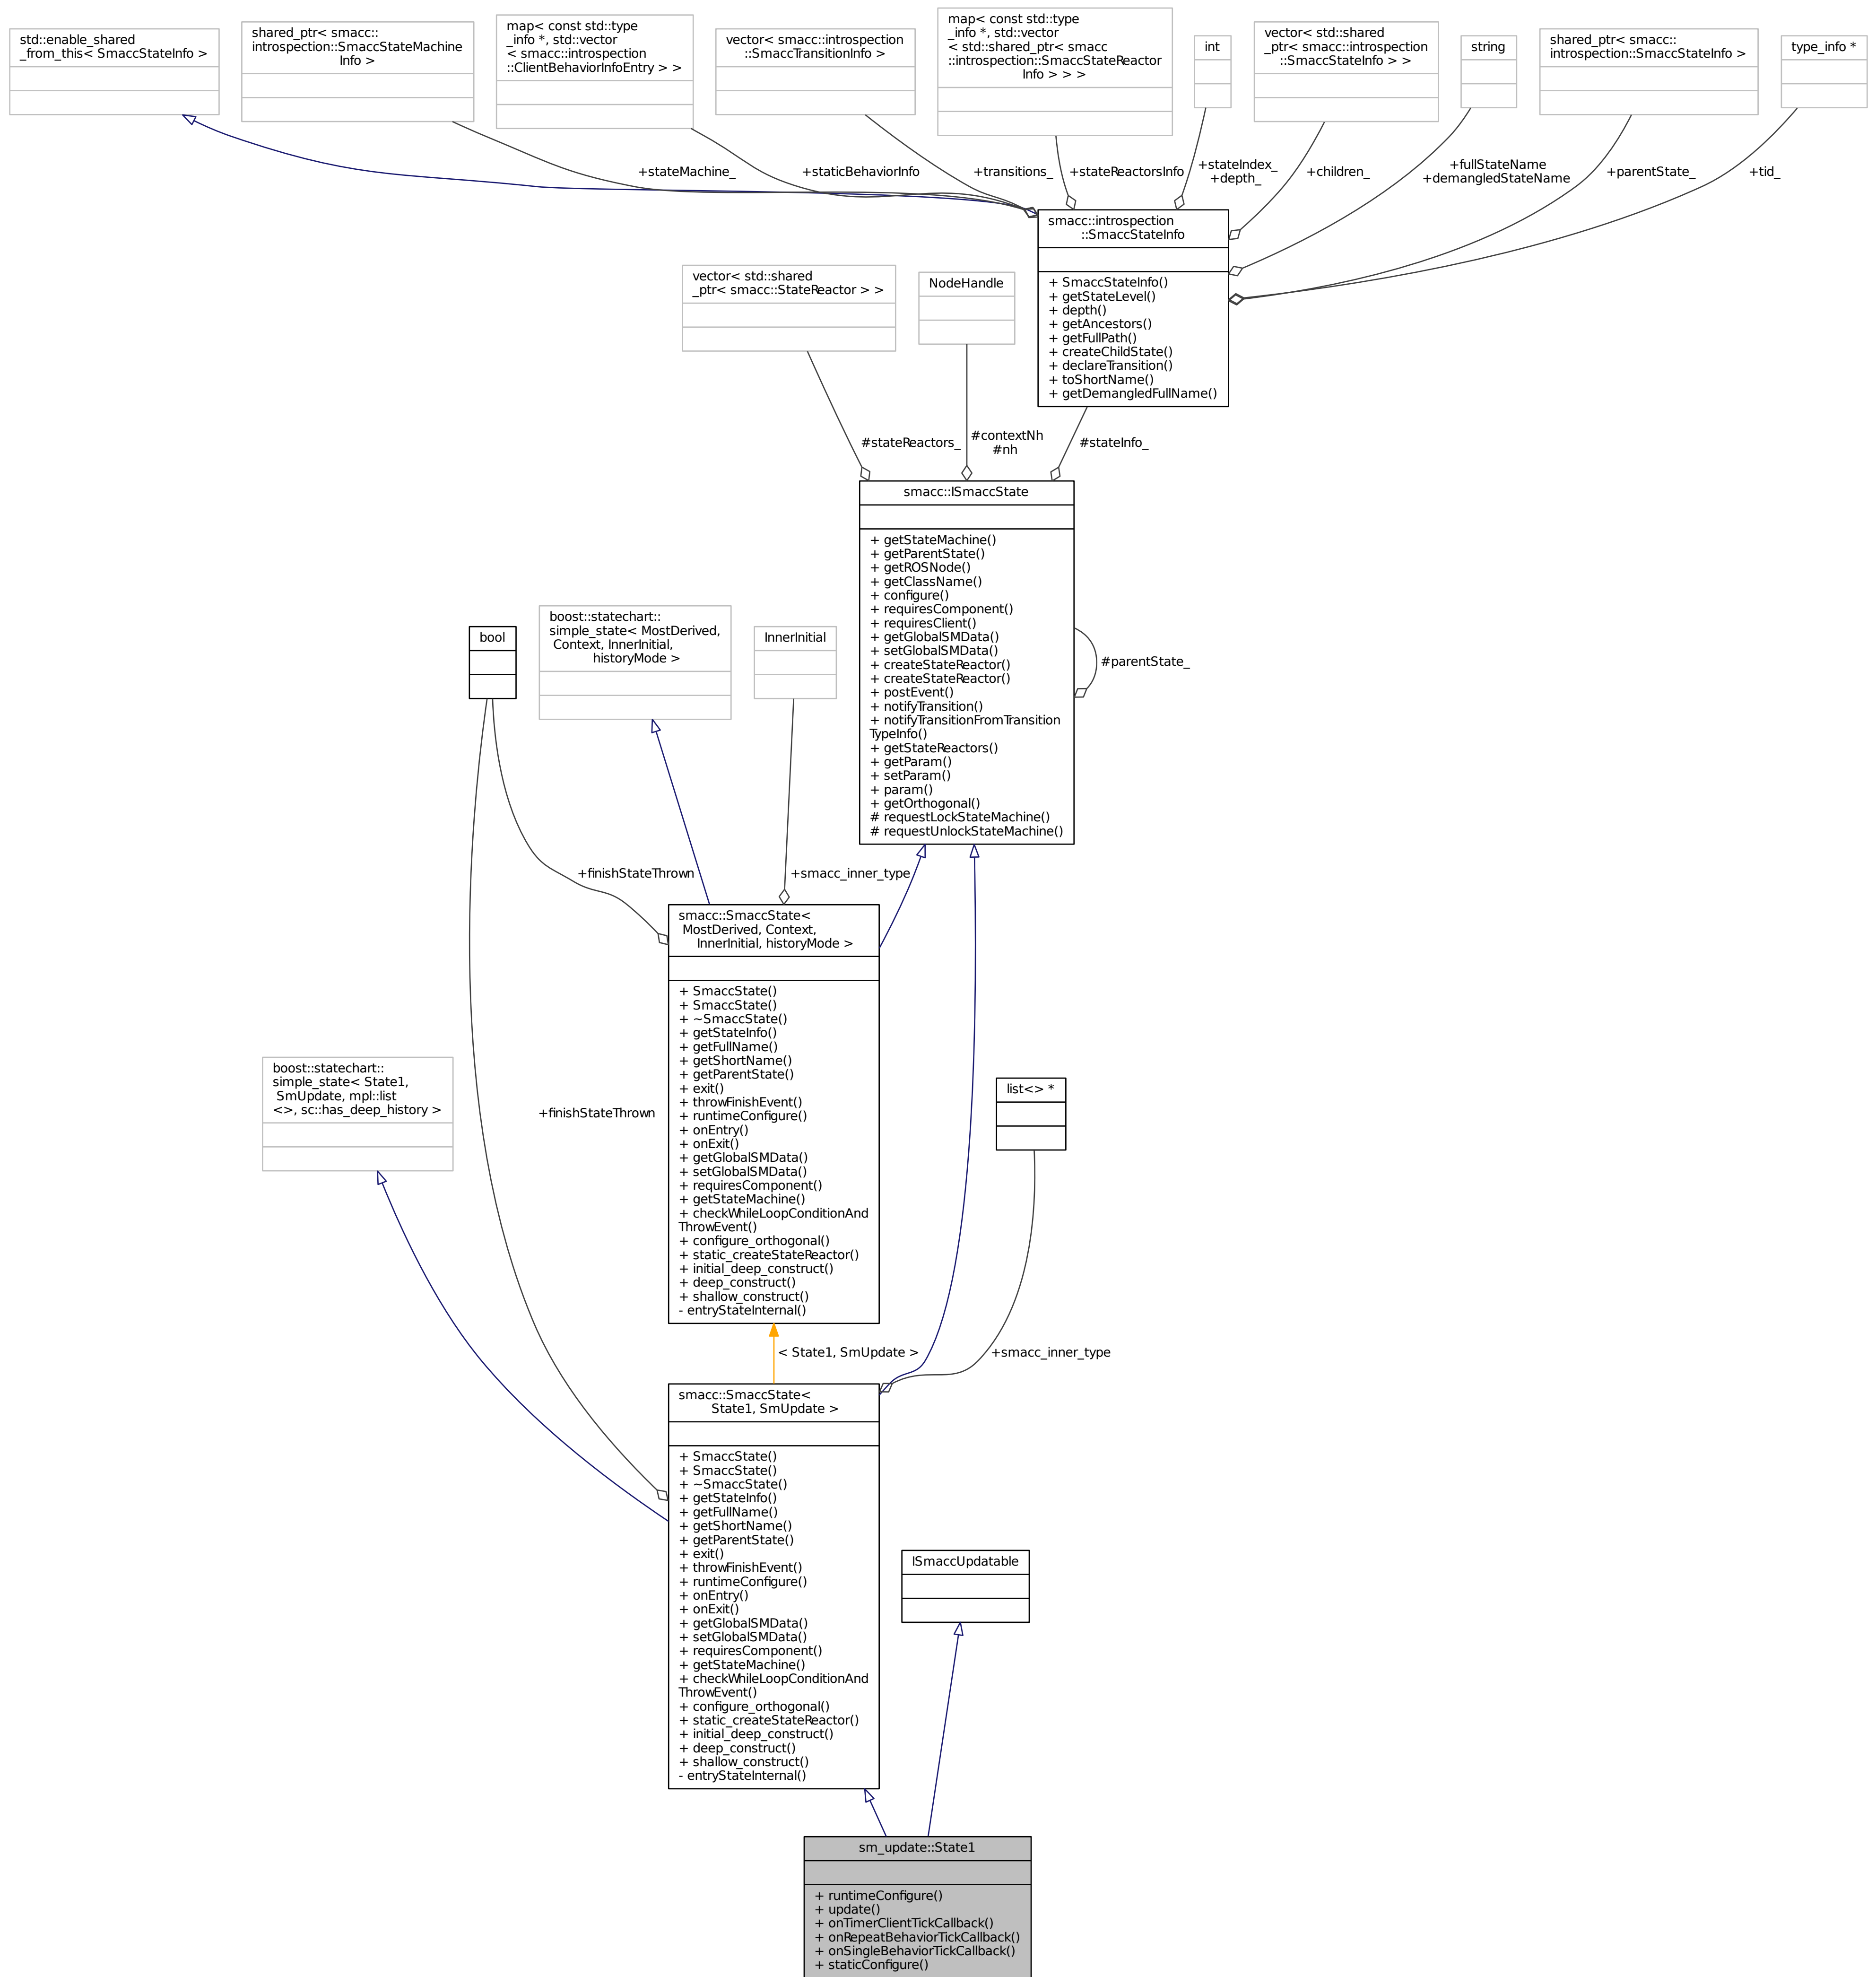 std::enable_shared
_from_this< SmaccStateInfo >
shared_ptr< smacc::
introspection::SmaccStateMachine
Info >
map< const std::type
_info *, std::vector
< smacc::introspection
::ClientBehaviorInfoEntry > >
vector< smacc::introspection
::SmaccTransitionInfo >
map< const std::type
_info *, std::vector
< std::shared_ptr< smacc
::introspection::SmaccStateReactor
Info > > >
int
vector< std::shared
_ptr< smacc::introspection
::SmaccStateInfo > >
string
shared_ptr< smacc::
introspection::SmaccStateInfo >
type_info *
+stateMachine_
+staticBehaviorInfo
+transitions_
+stateReactorsInfo
+stateIndex_
+depth_
+children_
+fullStateName
+demangledStateName
+parentState_
+tid_
smacc::introspection
::SmaccStateInfo
+ SmaccStateInfo()
+ getStateLevel()
+ depth()
+ getAncestors()
+ getFullPath()
+ createChildState()
+ declareTransition()
+ toShortName()
+ getDemangledFullName()
vector< std::shared
_ptr< smacc::StateReactor > >
NodeHandle
#stateReactors_
#contextNh
#nh
#stateInfo_
smacc::ISmaccState
+ getStateMachine()
+ getParentState()
+ getROSNode()
+ getClassName()
+ configure()
+ requiresComponent()
+ requiresClient()
+ getGlobalSMData()
+ setGlobalSMData()
+ createStateReactor()
+ createStateReactor()
+ postEvent()
+ notifyTransition()
+ notifyTransitionFromTransition
TypeInfo()
+ getStateReactors()
+ getParam()
+ setParam()
+ param()
+ getOrthogonal()
# requestLockStateMachine()
# requestUnlockStateMachine()
#parentState_
bool
boost::statechart::
simple_state< MostDerived,
Context, InnerInitial,
historyMode >
InnerInitial
+finishStateThrown
+smacc_inner_type
smacc::SmaccState<
MostDerived, Context,
InnerInitial, historyMode >
+ SmaccState()
+ SmaccState()
+ ~SmaccState()
+ getStateInfo()
+ getFullName()
+ getShortName()
+ getParentState()
+ exit()
+ throwFinishEvent()
+ runtimeConfigure()
+ onEntry()
+ onExit()
+ getGlobalSMData()
+ setGlobalSMData()
+ requiresComponent()
+ getStateMachine()
+ checkWhileLoopConditionAnd
ThrowEvent()
+ configure_orthogonal()
+ static_createStateReactor()
+ initial_deep_construct()
+ deep_construct()
+ shallow_construct()
- entryStateInternal()
boost::statechart::
simple_state< State1,
SmUpdate, mpl::list
<>, sc::has_deep_history >
+finishStateThrown
list<> *
< State1, SmUpdate >
+smacc_inner_type
smacc::SmaccState<
State1, SmUpdate >
+ SmaccState()
+ SmaccState()
+ ~SmaccState()
+ getStateInfo()
+ getFullName()
+ getShortName()
+ getParentState()
+ exit()
+ throwFinishEvent()
+ runtimeConfigure()
+ onEntry()
+ onExit()
+ getGlobalSMData()
+ setGlobalSMData()
+ requiresComponent()
+ getStateMachine()
+ checkWhileLoopConditionAnd
ThrowEvent()
+ configure_orthogonal()
+ static_createStateReactor()
+ initial_deep_construct()
+ deep_construct()
+ shallow_construct()
- entryStateInternal()
ISmaccUpdatable
sm_update::State1
+ runtimeConfigure()
+ update()
+ onTimerClientTickCallback()
+ onRepeatBehaviorTickCallback()
+ onSingleBehaviorTickCallback()
+ staticConfigure()